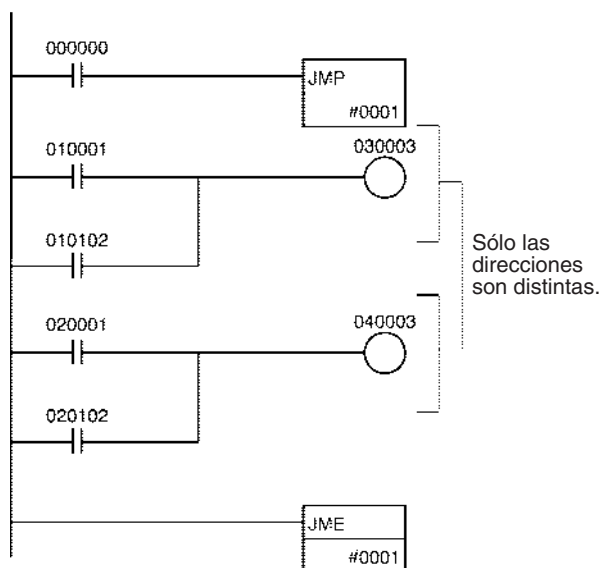 000000
JMP
#0001
010001
030003
010102
Sólo las
direcciones
son distintas.
020001
040003
020102
JME
#0001